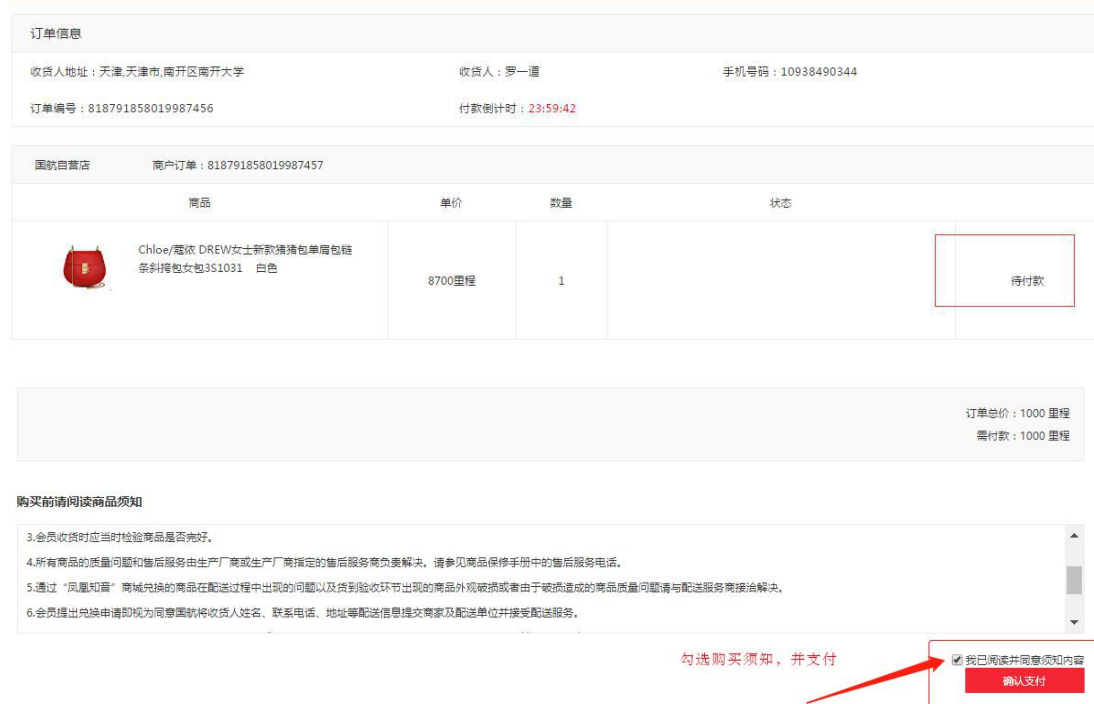 订单信息
收货人地址：天津,天津市,南开区南开大学 收货人：罗一道 手机号码：10938490344
订单编号：818791858019987456 付款倒计时：23:59:42
国航自营店 商户订单：818791858019987457
商品 单价 数量 状态
Chloe/蔻依 DREW女士新款猪猪包单肩包链
条斜挎包女包3S1031 白色
8700里程 1 待付款
订单总价：1000 里程
需付款：1000 里程
购买前请阅读商品须知
3.会员收货时应当时检验商品是否完好。
4.所有商品的质量问题和售后服务由生产厂商或生产厂商指定的售后服务商负责解决。请参见商品保修手册中的售后服务电话。
5.通过“凤凰知音”商城兑换的商品在配送过程中出现的问题以及货到验收环节出现的商品外观破损或者由于破损造成的商品质量问题请与配送服务商接洽解决。
6.会员提出兑换申请即视为同意国航将收货人姓名、联系电话、地址等配送信息提交商家及配送单位并接受配送服务。
勾选购买须知，并支付
我已阅读并同意须知内容
确认支付